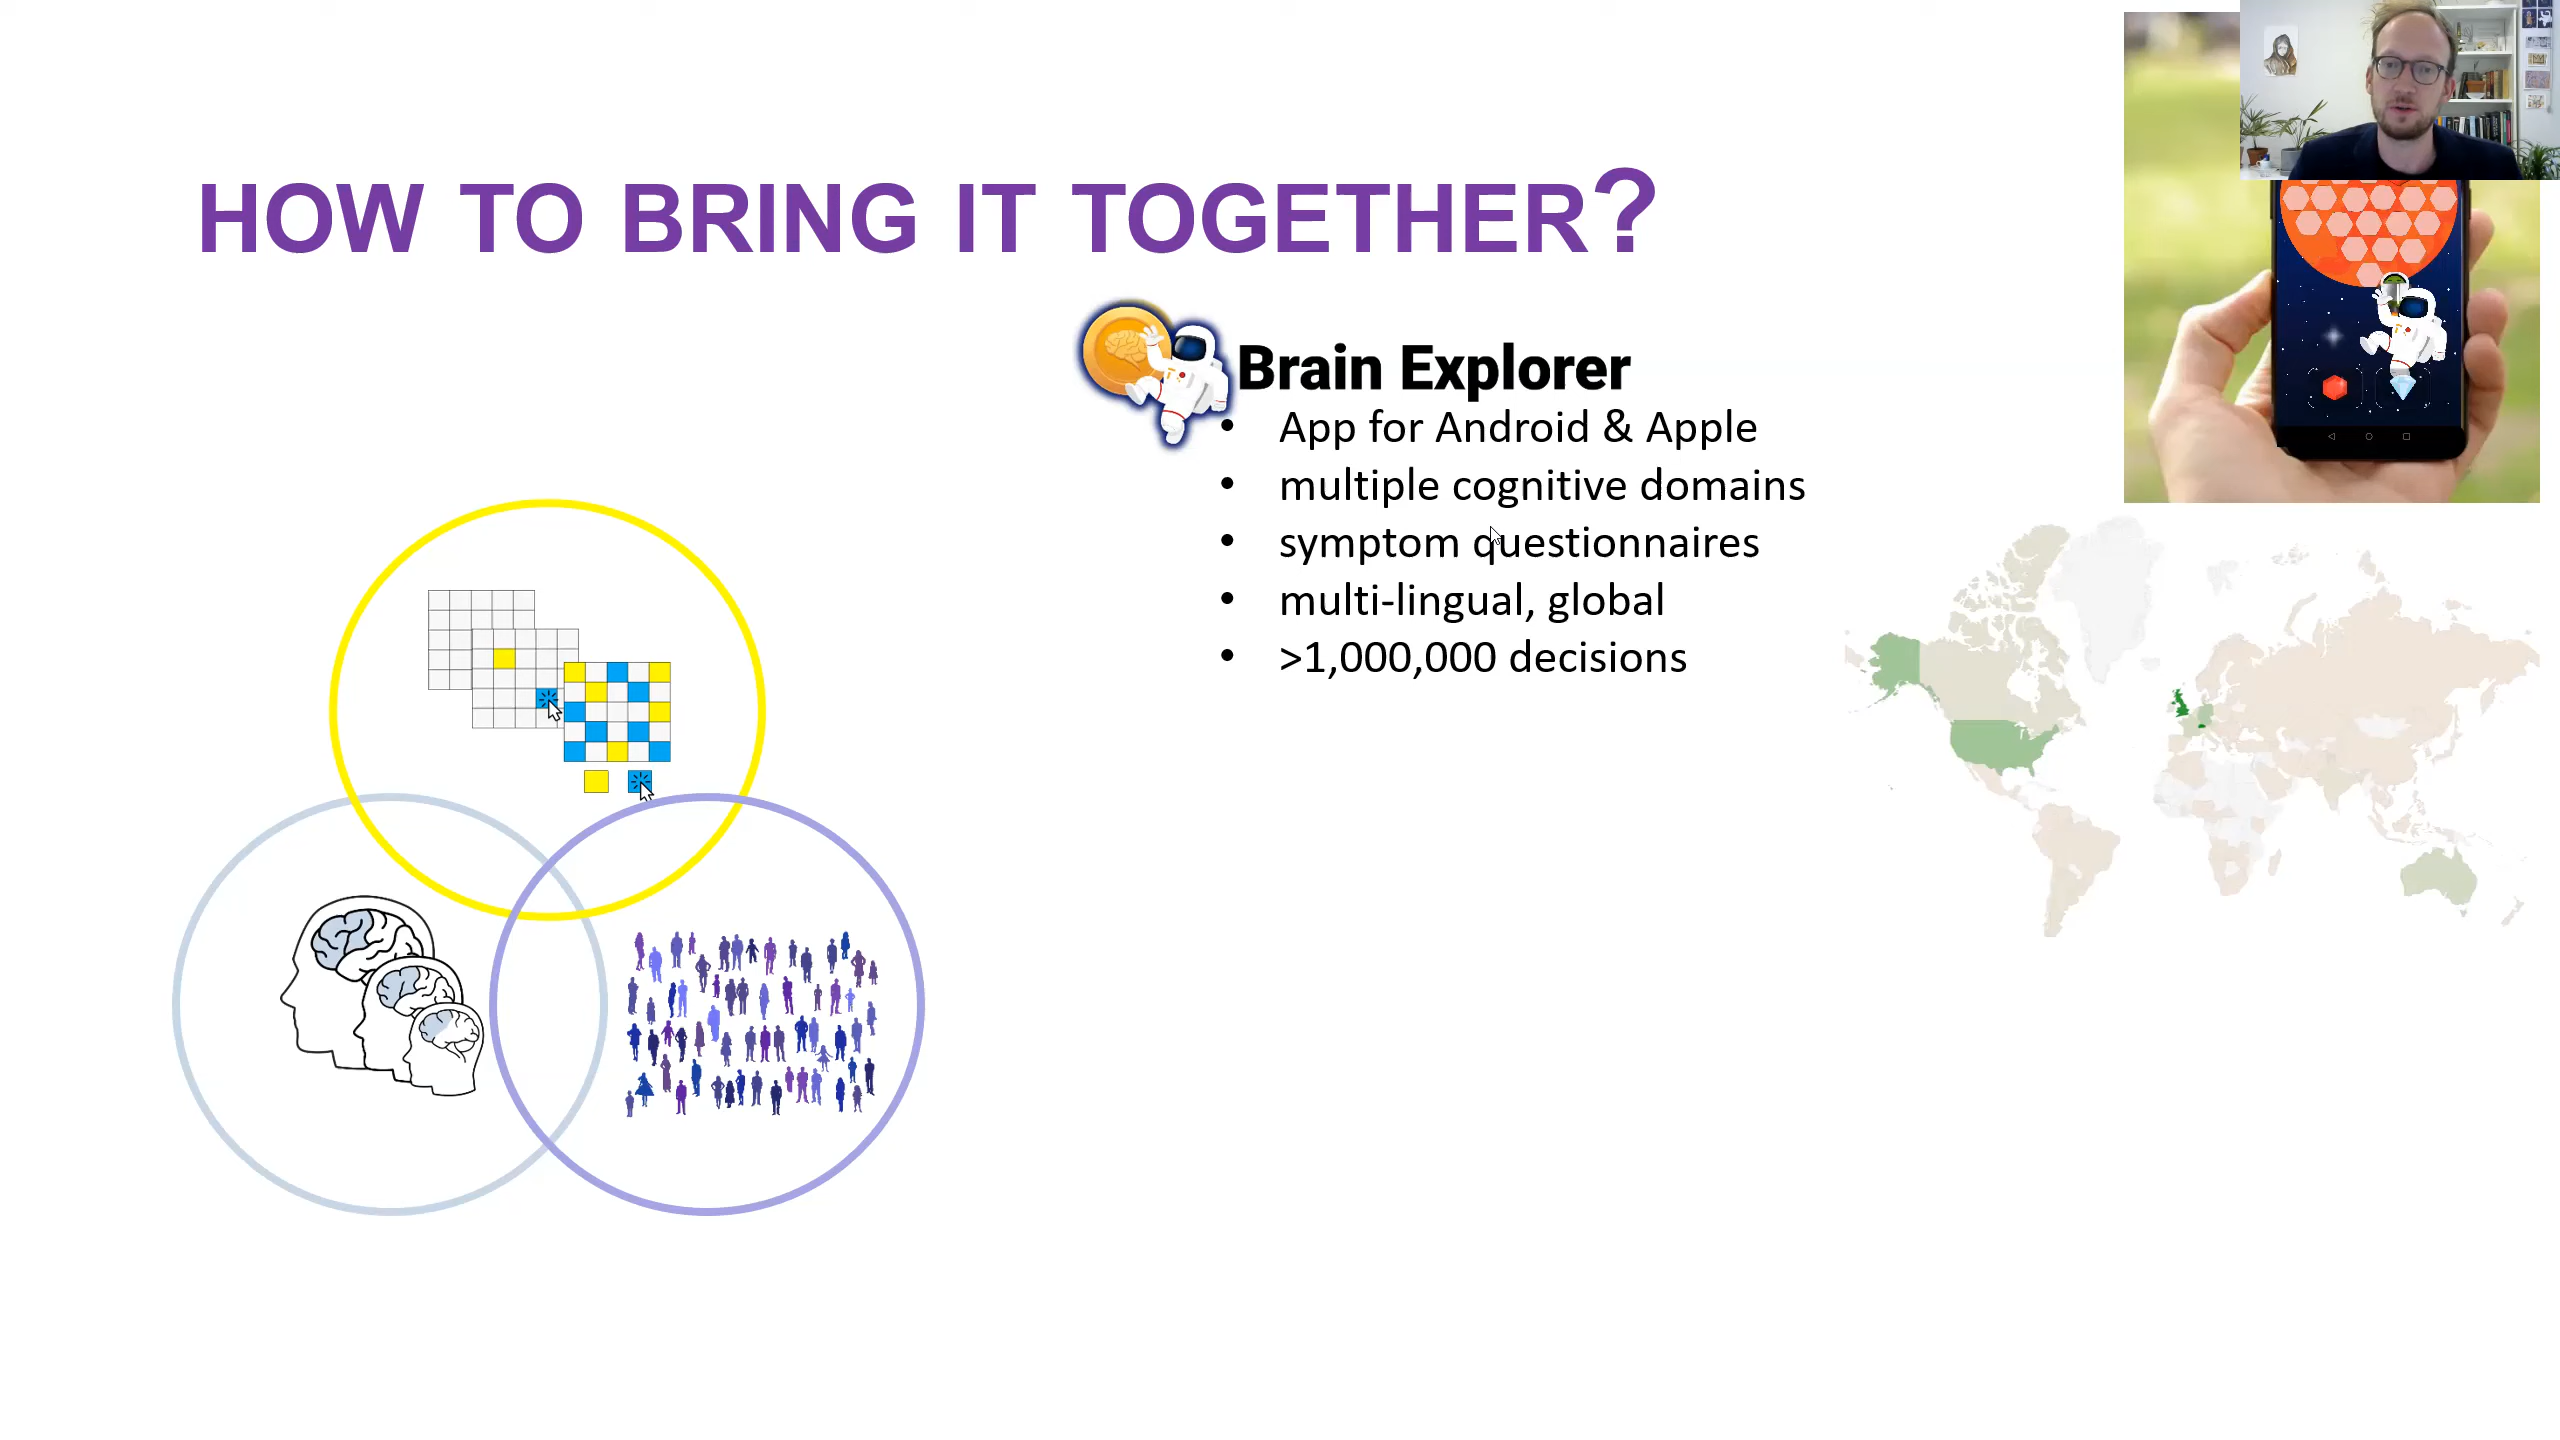 HOW TO BRING IT TOGETHER?
Brain Explorer
• App for Android & Apple
• multiple cognitive domains
• symptom questionnaires
• multi-lingual, global
• >1,000,000 decisions